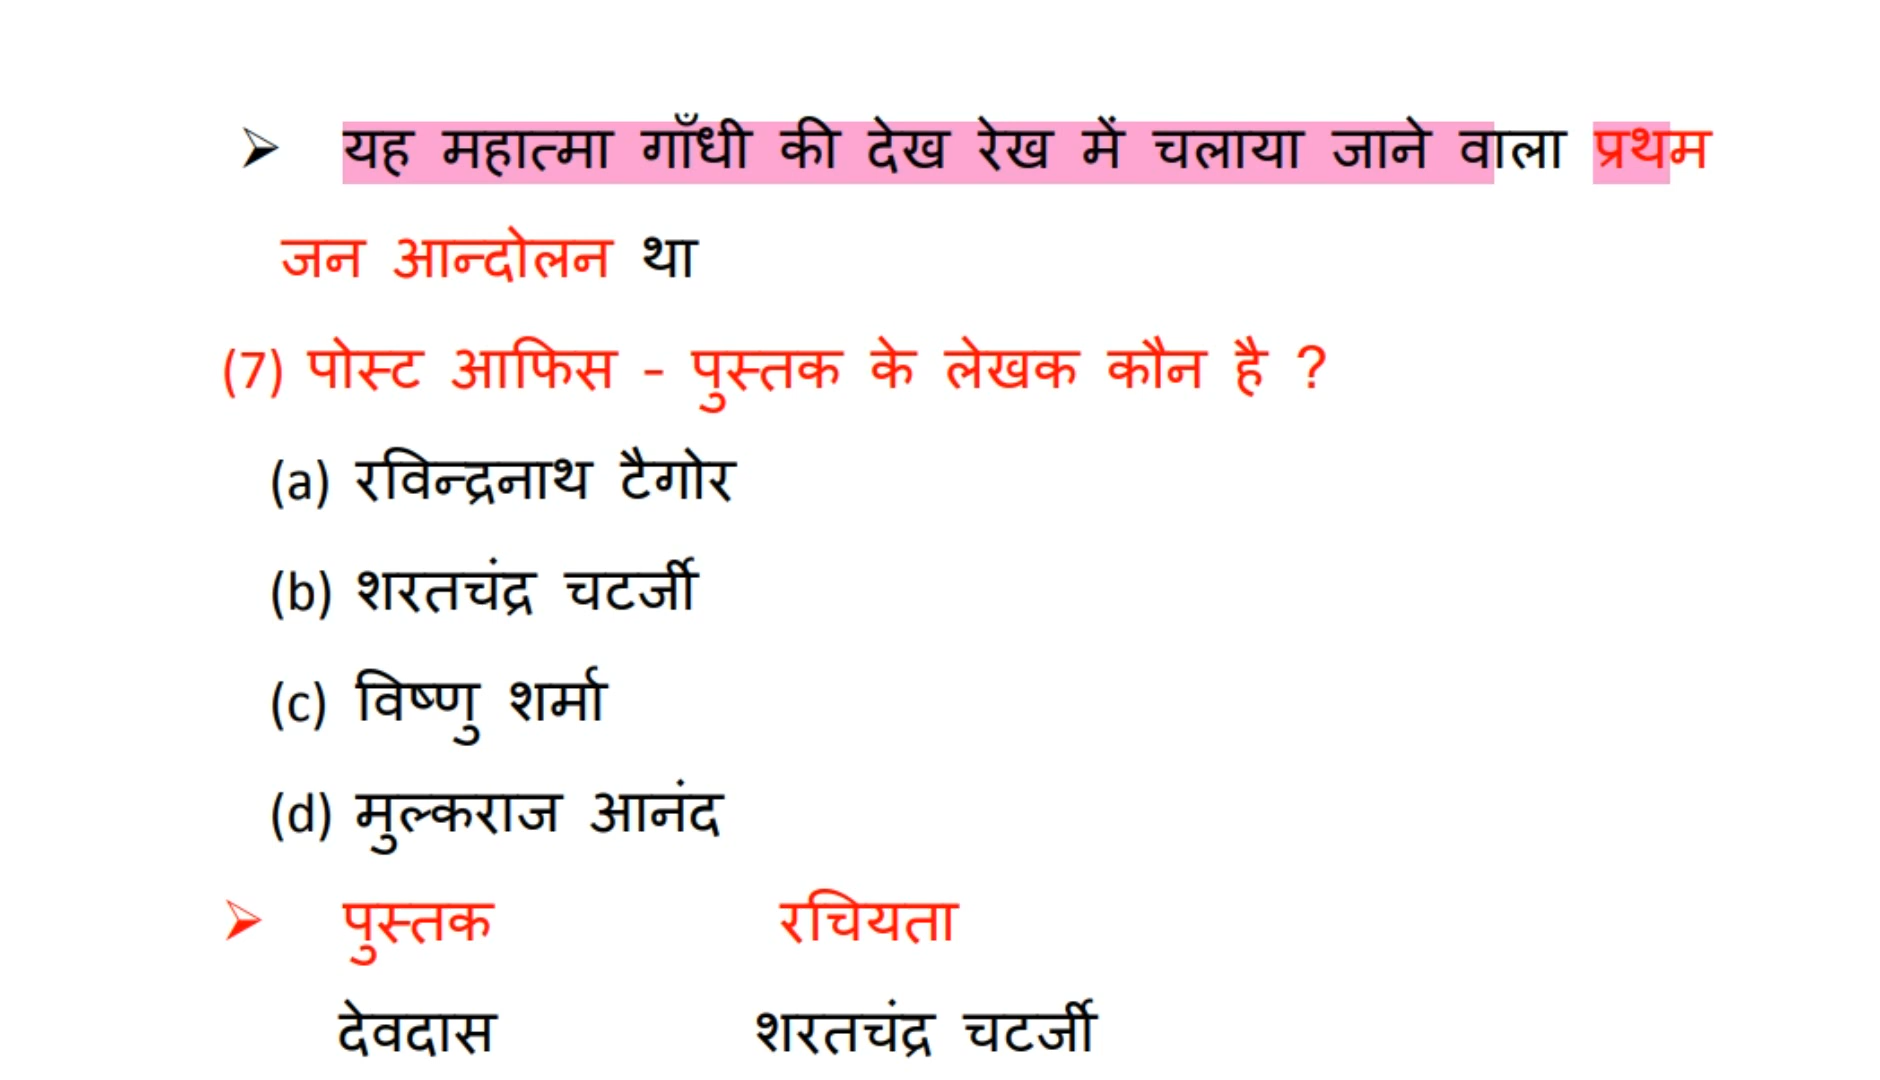 ➢ यह महात्मा गाँधी की देख रेख में चलाया जाने वाला प्रथम
जन आन्दोलन था
(7) पोस्ट आफिस - पुस्तक के लेखक कौन है ?
(a) रविन्द्रनाथ टैगोर
(b) शरतचंद्र चटर्जी
(c) विष्णु शर्मा
(d) मुल्कराज आनंद
➢ पुस्तक रचियता
देवदास शरतचंद्र चटर्जी